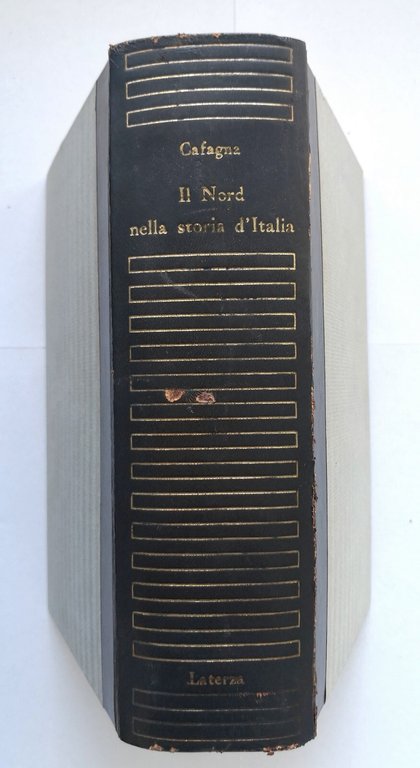 Cafagna
Il Nord
nella storia d'Italia
Laterza